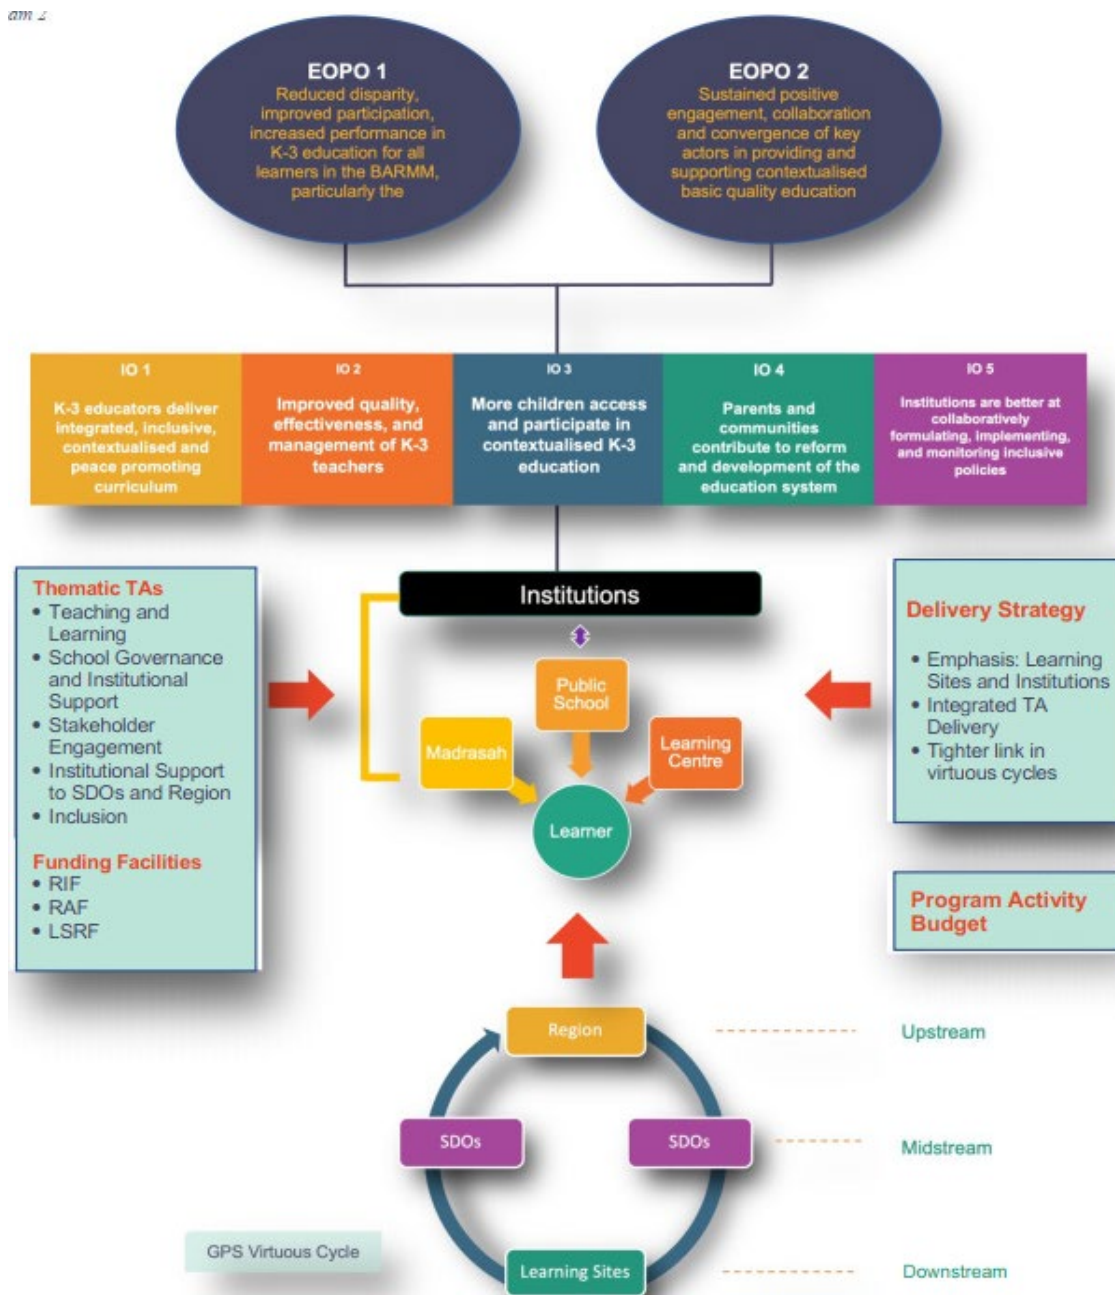 EOPO 1
Reduced disparity,
improved participation,
increased performance in
K-3 education for all
learners in the BARMM,
particularly the
EOPO 2
Sustained positive
engagement, collaboration
and convergence of key
actors in providing and
supporting contextualised
basic quality education
IO 1
K-3 educators deliver
integrated, inclusive,
contextualised and
peace promoting
curriculum
IO 2
Improved quality,
effectiveness, and
management of K-3
teachers
IO 3
More children access
and participate in
contextualised K-3
education
IO 4
Parents and
communities
contribute to reform
and development of the
education system
IO 5
Institutions are better at
collaboratively
formulating, implementing,
and monitoring inclusive
policies
Thematic TAs
• Teaching and
Learning
• School Governance
and Institutional
Support
• Stakeholder
Engagement
• Institutional Support
to SDOs and Region
• Inclusion
Funding Facilities
• RIF
• RAF
• LSRF
Institutions
Public
School
Madrasah
Learning
Centre
Learner
Delivery Strategy
• Emphasis: Learning
Sites and Institutions
• Integrated TA
Delivery
• Tighter link in
virtuous cycles
Program Activity
Budget
Region
Upstream
SDOs
SDOs
Midstream
GPS Virtuous Cycle
Learning Sites
Downstream